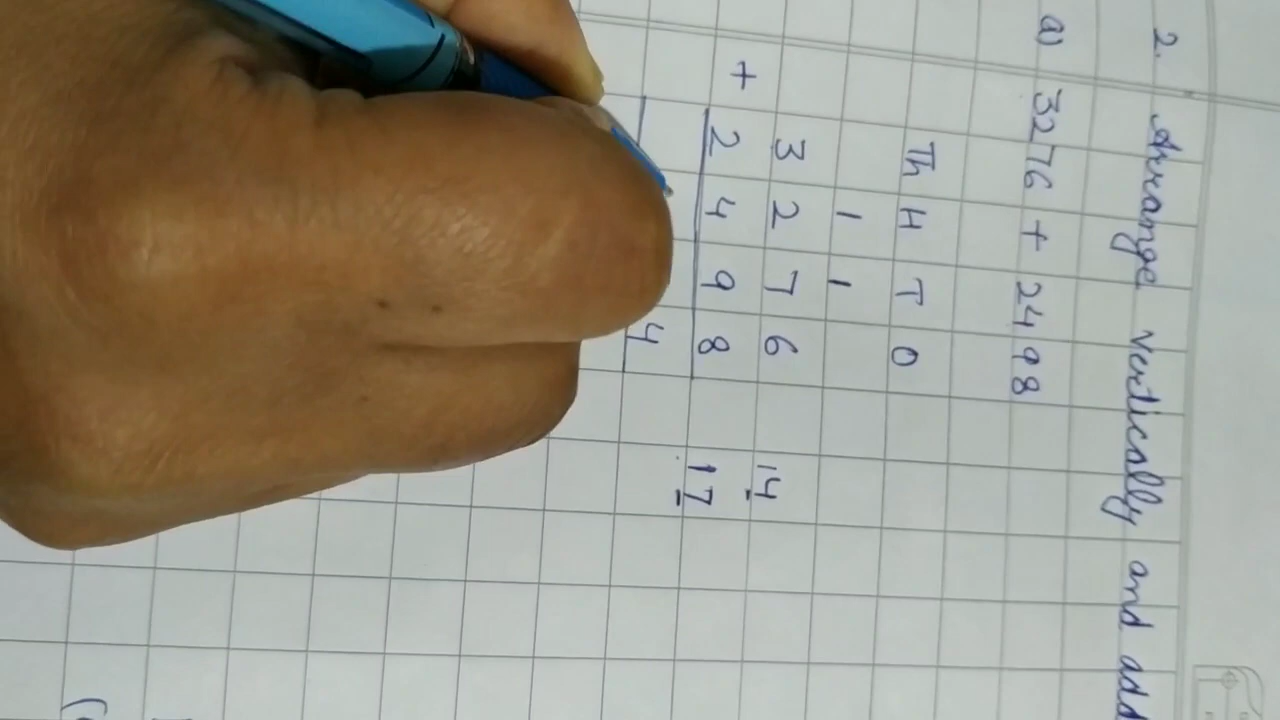 2. Arrange vertically and add
a) 3276 + 2498
Th H T O
1 1
3 2 7 6 14
+ 2 4 9 8 17
4